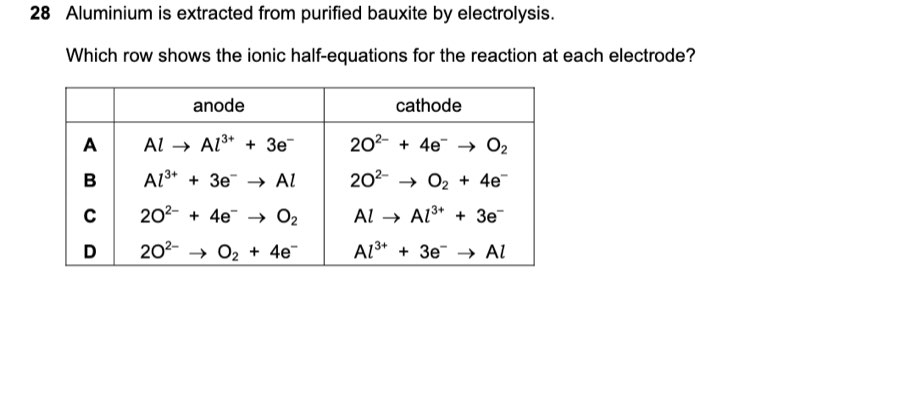 28 Aluminium is extracted from purified bauxite by electrolysis.
Which row shows the ionic half-equations for the reaction at each electrode?
anode cathode
A Al → Al³⁺ + 3e⁻ 2O²⁻ + 4e⁻ → O₂
B Al³⁺ + 3e⁻ → Al 2O²⁻ → O₂ + 4e⁻
C 2O²⁻ + 4e⁻ → O₂ Al → Al³⁺ + 3e⁻
D 2O²⁻ → O₂ + 4e⁻ Al³⁺ + 3e⁻ → Al